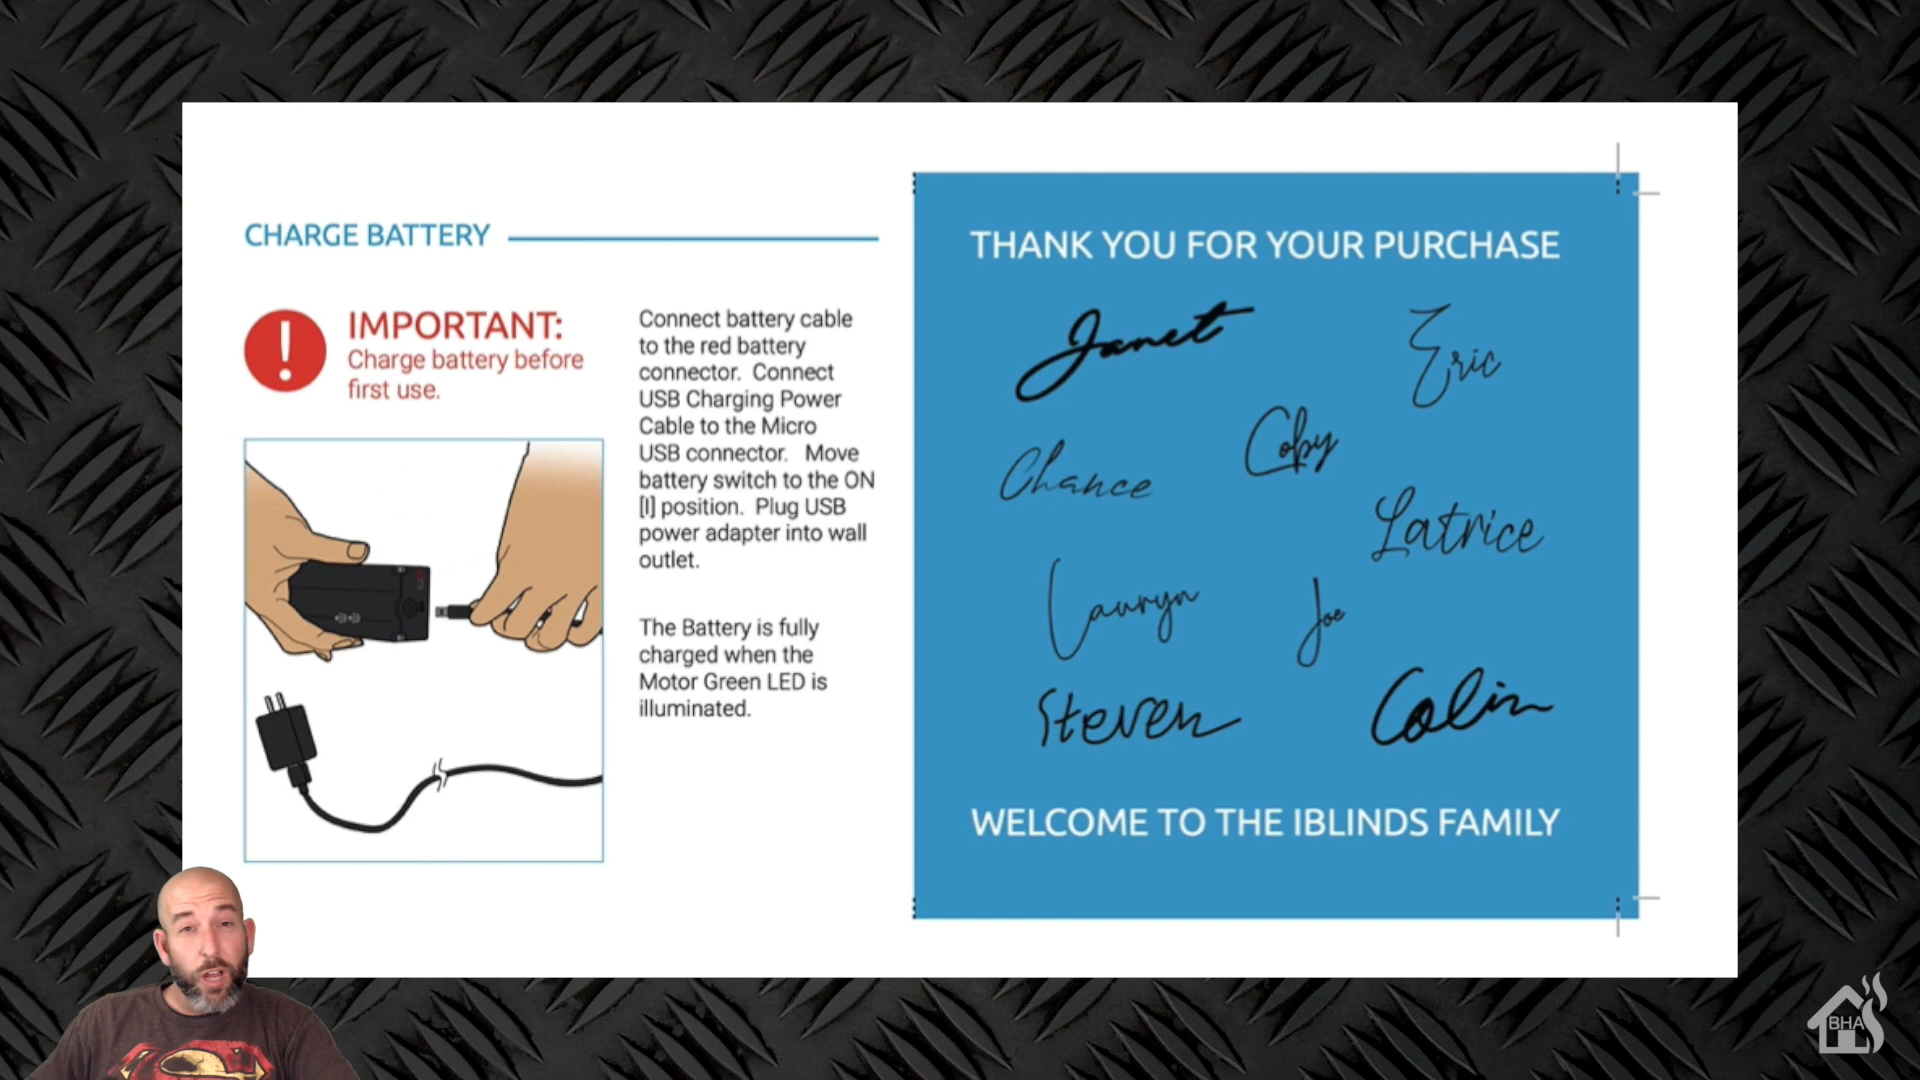 CHARGE BATTERY
IMPORTANT:
Charge battery before
first use.
Connect battery cable
to the red battery
connector. Connect
USB Charging Power
Cable to the Micro
USB connector. Move
battery switch to the ON
[I] position. Plug USB
power adapter into wall
outlet.
The Battery is fully
charged when the
Motor Green LED is
illuminated.
THANK YOU FOR YOUR PURCHASE
Janet
Eric
Coby
Chance
Latrice
Lauryn
Joe
Steven
Colin
WELCOME TO THE IBLINDS FAMILY
BHA